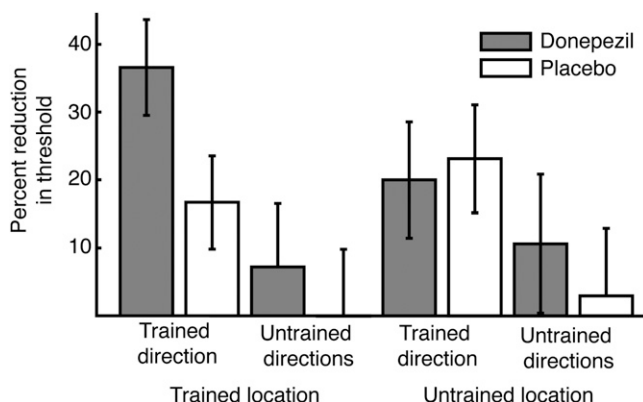 Percent reduction
in threshold
40
30
20
10
Donepezil
Placebo
Trained
direction
Untrained
directions
Trained
direction
Untrained
directions
Trained location
Untrained location